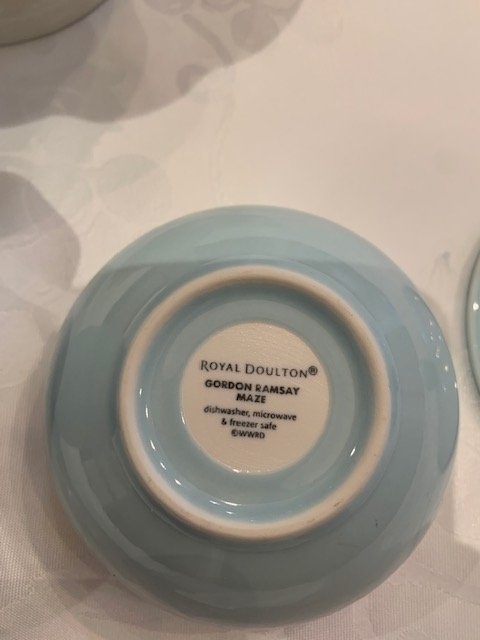 ROYAL DOULTON®
GORDON RAMSAY
MAZE
dishwasher, microwave
& freezer safe
©WWRD